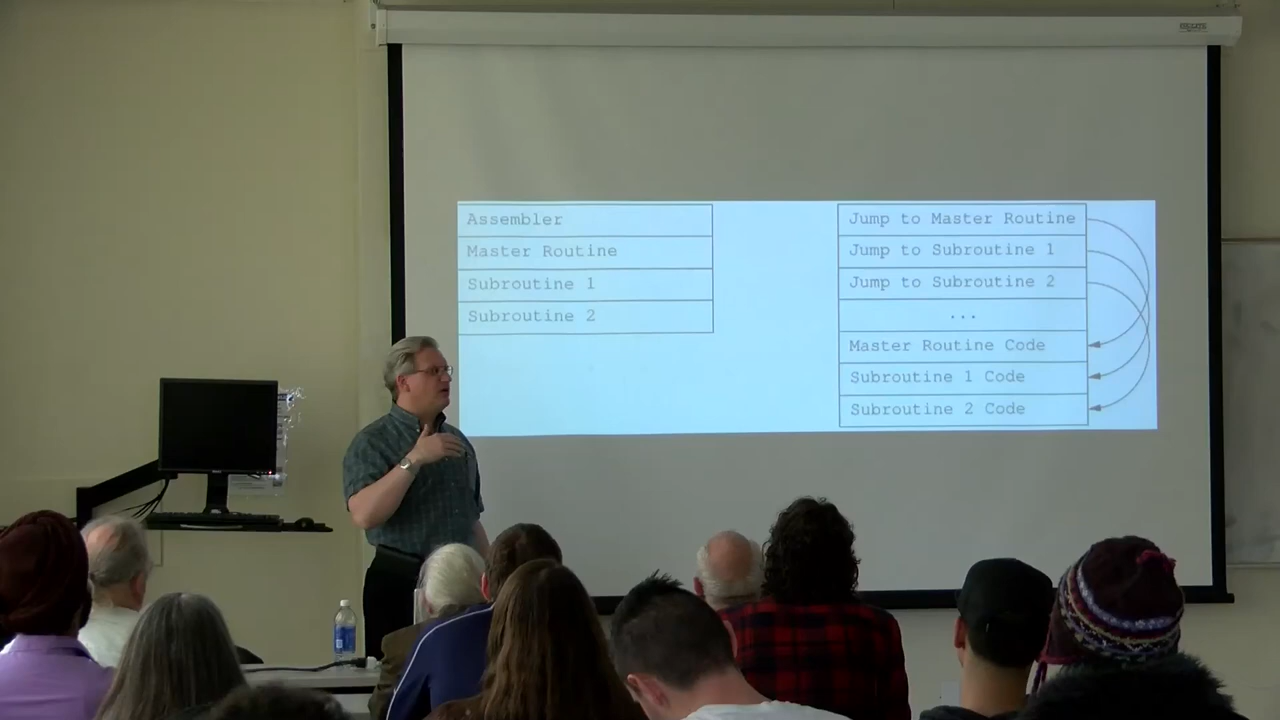 Assembler
Master Routine
Subroutine 1
Subroutine 2
Jump to Master Routine
Jump to Subroutine 1
Jump to Subroutine 2
...
Master Routine Code
Subroutine 1 Code
Subroutine 2 Code